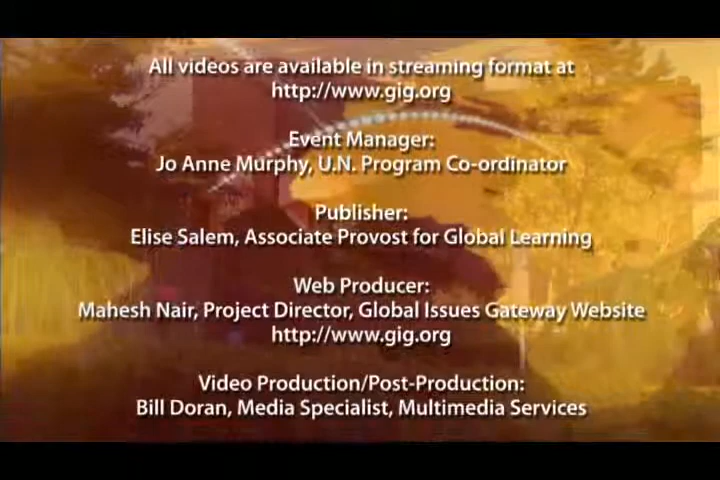 All videos are available in streaming format at
http://www.gig.org
Event Manager:
Jo Anne Murphy, U.N. Program Co-ordinator
Publisher:
Elise Salem, Associate Provost for Global Learning
Web Producer:
Mahesh Nair, Project Director, Global Issues Gateway Website
http://www.gig.org
Video Production/Post-Production:
Bill Doran, Media Specialist, Multimedia Services